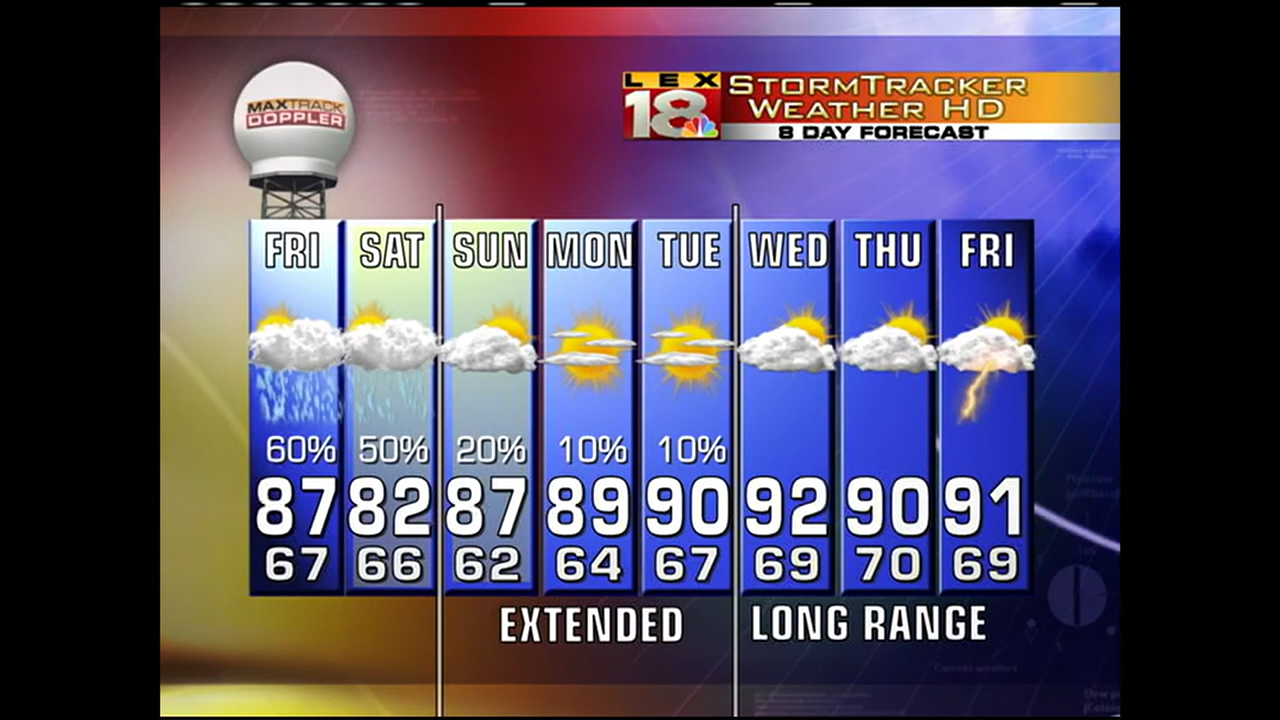 MAXTRACK
DOPPLER
LEX
18
STORMTRACKER
WEATHER HD
8 DAY FORECAST
FRI SAT SUN MON TUE WED THU FRI
60% 50% 20% 10% 10%
87 82 87 89 90 92 90 91
67 66 62 64 67 69 70 69
EXTENDED LONG RANGE